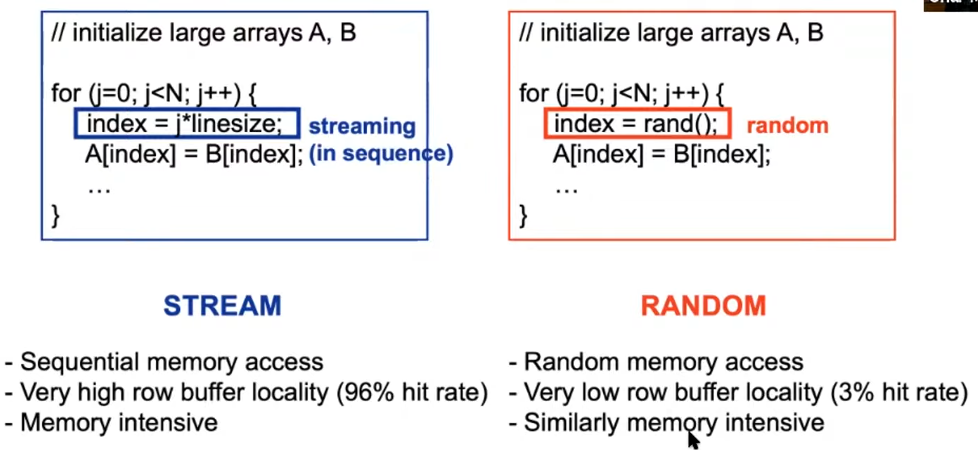 // initialize large arrays A, B
for (j=0; j<N; j++) {
index = j*linesize; streaming
A[index] = B[index]; (in sequence)
…
}
// initialize large arrays A, B
for (j=0; j<N; j++) {
index = rand(); random
A[index] = B[index];
…
}
STREAM
- Sequential memory access
- Very high row buffer locality (96% hit rate)
- Memory intensive
RANDOM
- Random memory access
- Very low row buffer locality (3% hit rate)
- Similarly memory intensive